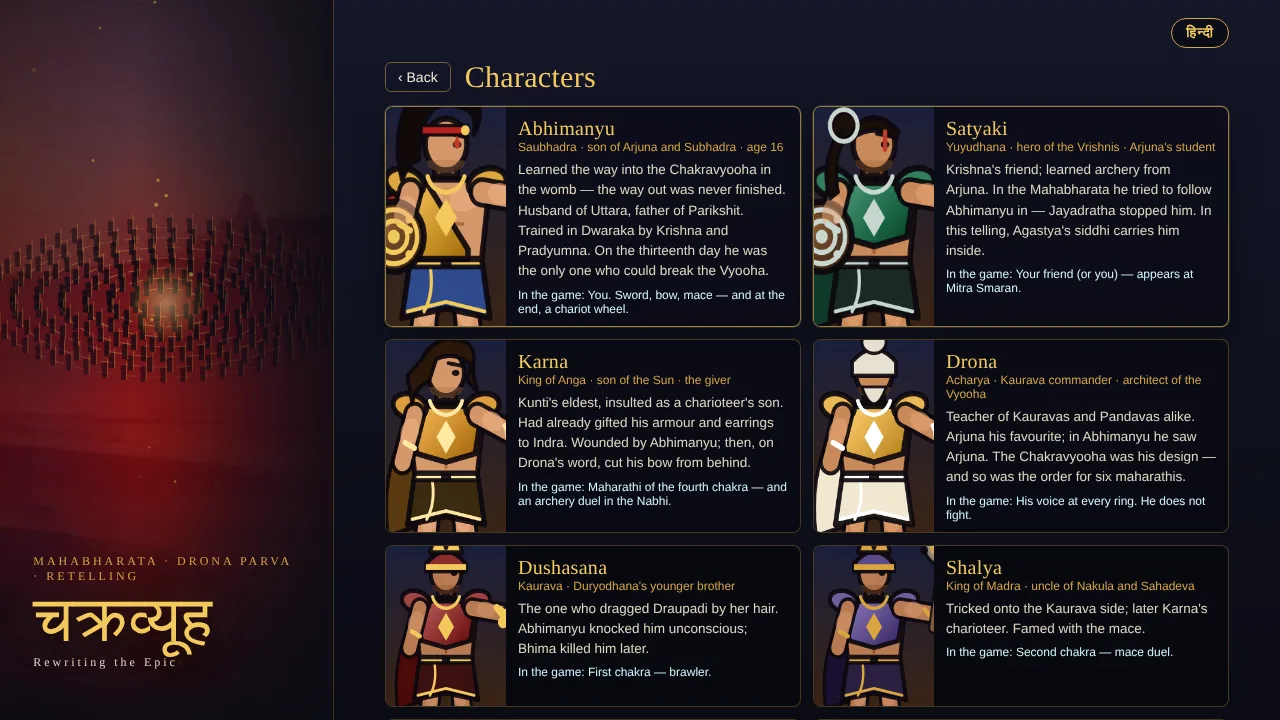 हिन्दी
‹ Back
Characters
Abhimanyu
Saubhadra · son of Arjuna and Subhadra · age 16
Learned the way into the Chakravyooha in
the womb — the way out was never finished.
Husband of Uttara, father of Parikshit.
Trained in Dwaraka by Krishna and
Pradyumna. On the thirteenth day he was
the only one who could break the Vyooha.
In the game: You. Sword, bow, mace — and at the
end, a chariot wheel.
Satyaki
Yuyudhana · hero of the Vrishnis · Arjuna's student
Krishna's friend; learned archery from
Arjuna. In the Mahabharata he tried to follow
Abhimanyu in — Jayadratha stopped him. In
this telling, Agastya's siddhi carries him
inside.
In the game: Your friend (or you) — appears at
Mitra Smaran.
Karna
King of Anga · son of the Sun · the giver
Kunti's eldest, insulted as a charioteer's son.
Had already gifted his armour and earrings
to Indra. Wounded by Abhimanyu; then, on
Drona's word, cut his bow from behind.
In the game: Maharathi of the fourth chakra — and
an archery duel in the Nabhi.
Drona
Acharya · Kaurava commander · architect of the
Vyooha
Teacher of Kauravas and Pandavas alike.
Arjuna his favourite; in Abhimanyu he saw
Arjuna. The Chakravyooha was his design —
and so was the order for six maharathis.
In the game: His voice at every ring. He does not
fight.
Dushasana
Kaurava · Duryodhana's younger brother
The one who dragged Draupadi by her hair.
Abhimanyu knocked him unconscious;
Bhima killed him later.
In the game: First chakra — brawler.
Shalya
King of Madra · uncle of Nakula and Sahadeva
Tricked onto the Kaurava side; later Karna's
charioteer. Famed with the mace.
In the game: Second chakra — mace duel.
MAHABHARATA · DRONA PARVA
· RETELLING
चक्रव्यूह
Rewriting the Epic